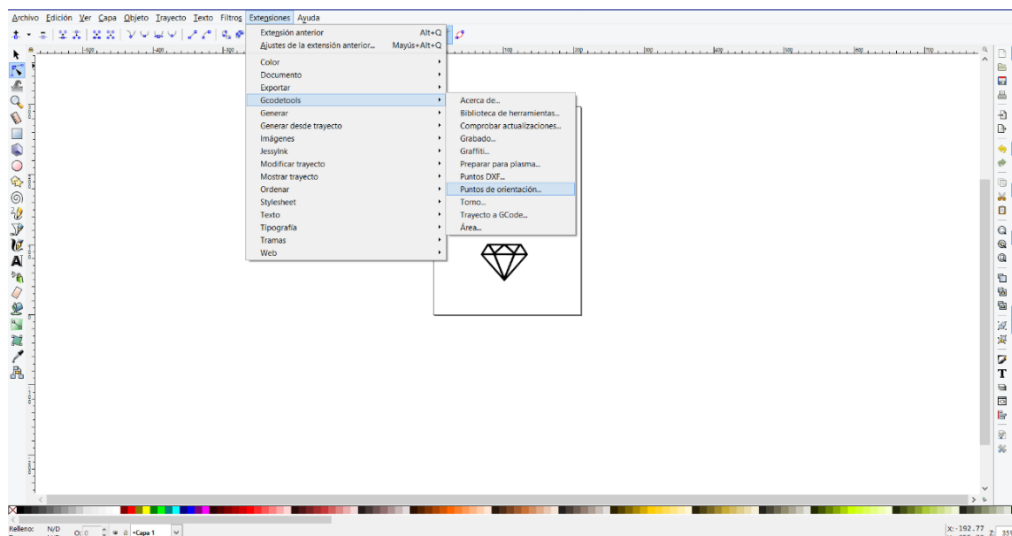 Archivo Edición Ver Capa Objeto Trayecto Texto Filtros Extensiones Ayuda
Extensión anterior Alt+Q
Ajustes de la extensión anterior... Mayús+Alt+Q
Color
Documento
Exportar
Gcodetools
Generar
Generar desde trayecto
Imágenes
JessyInk
Modificar trayecto
Mostrar trayecto
Ordenar
Stylesheet
Texto
Tipografía
Tramas
Web
Acerca de...
Biblioteca de herramientas...
Comprobar actualizaciones...
Grabado...
Graffiti...
Preparar para plasma...
Puntos DXF...
Puntos de orientación...
Torno...
Trayecto a GCode...
Área...
Relleno: N/D O: 0 •Capa 1 X: -192.77 Z: 35%